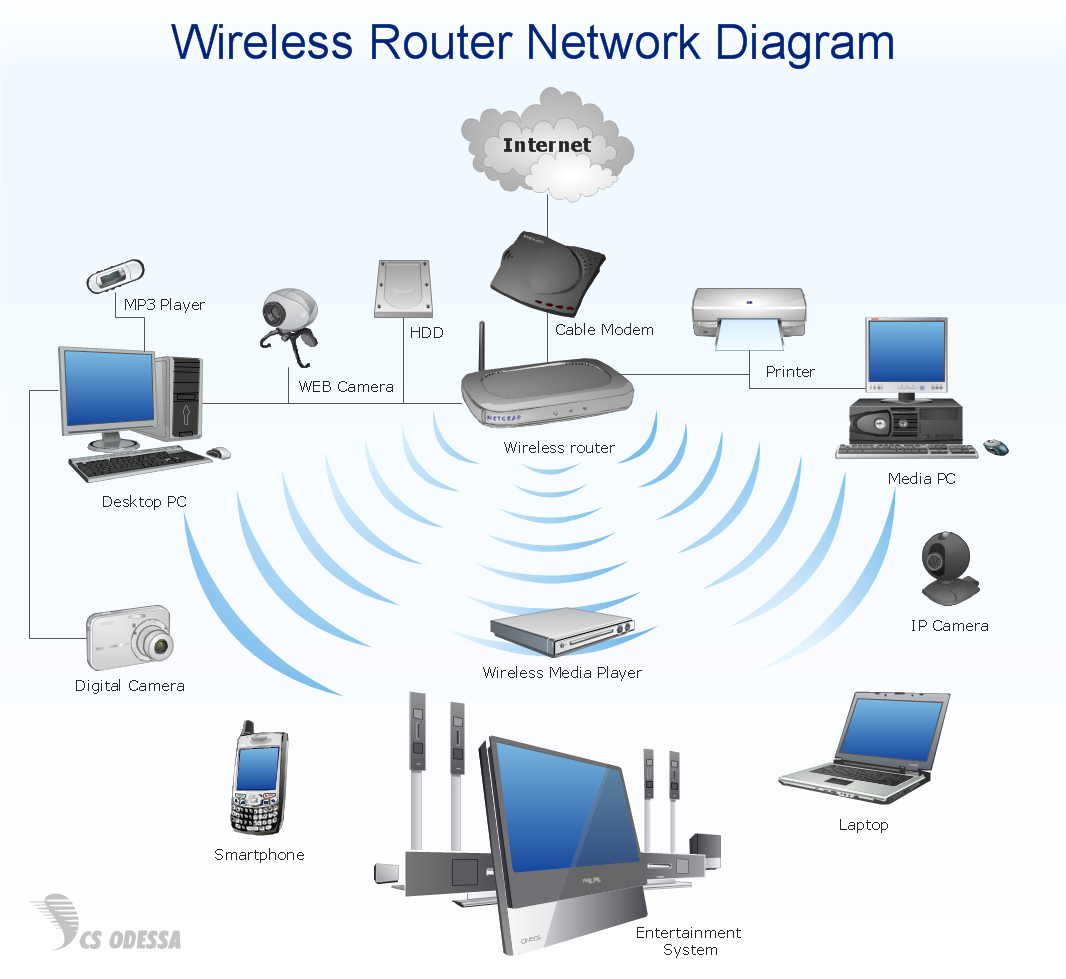 Wireless Router Network Diagram
Internet
MP3 Player
HDD
Cable Modem
WEB Camera
Printer
NETGEAR
Wireless router
Desktop PC
Media PC
IP Camera
Wireless Media Player
Digital Camera
Laptop
Smartphone
Entertainment
System
CS ODESSA